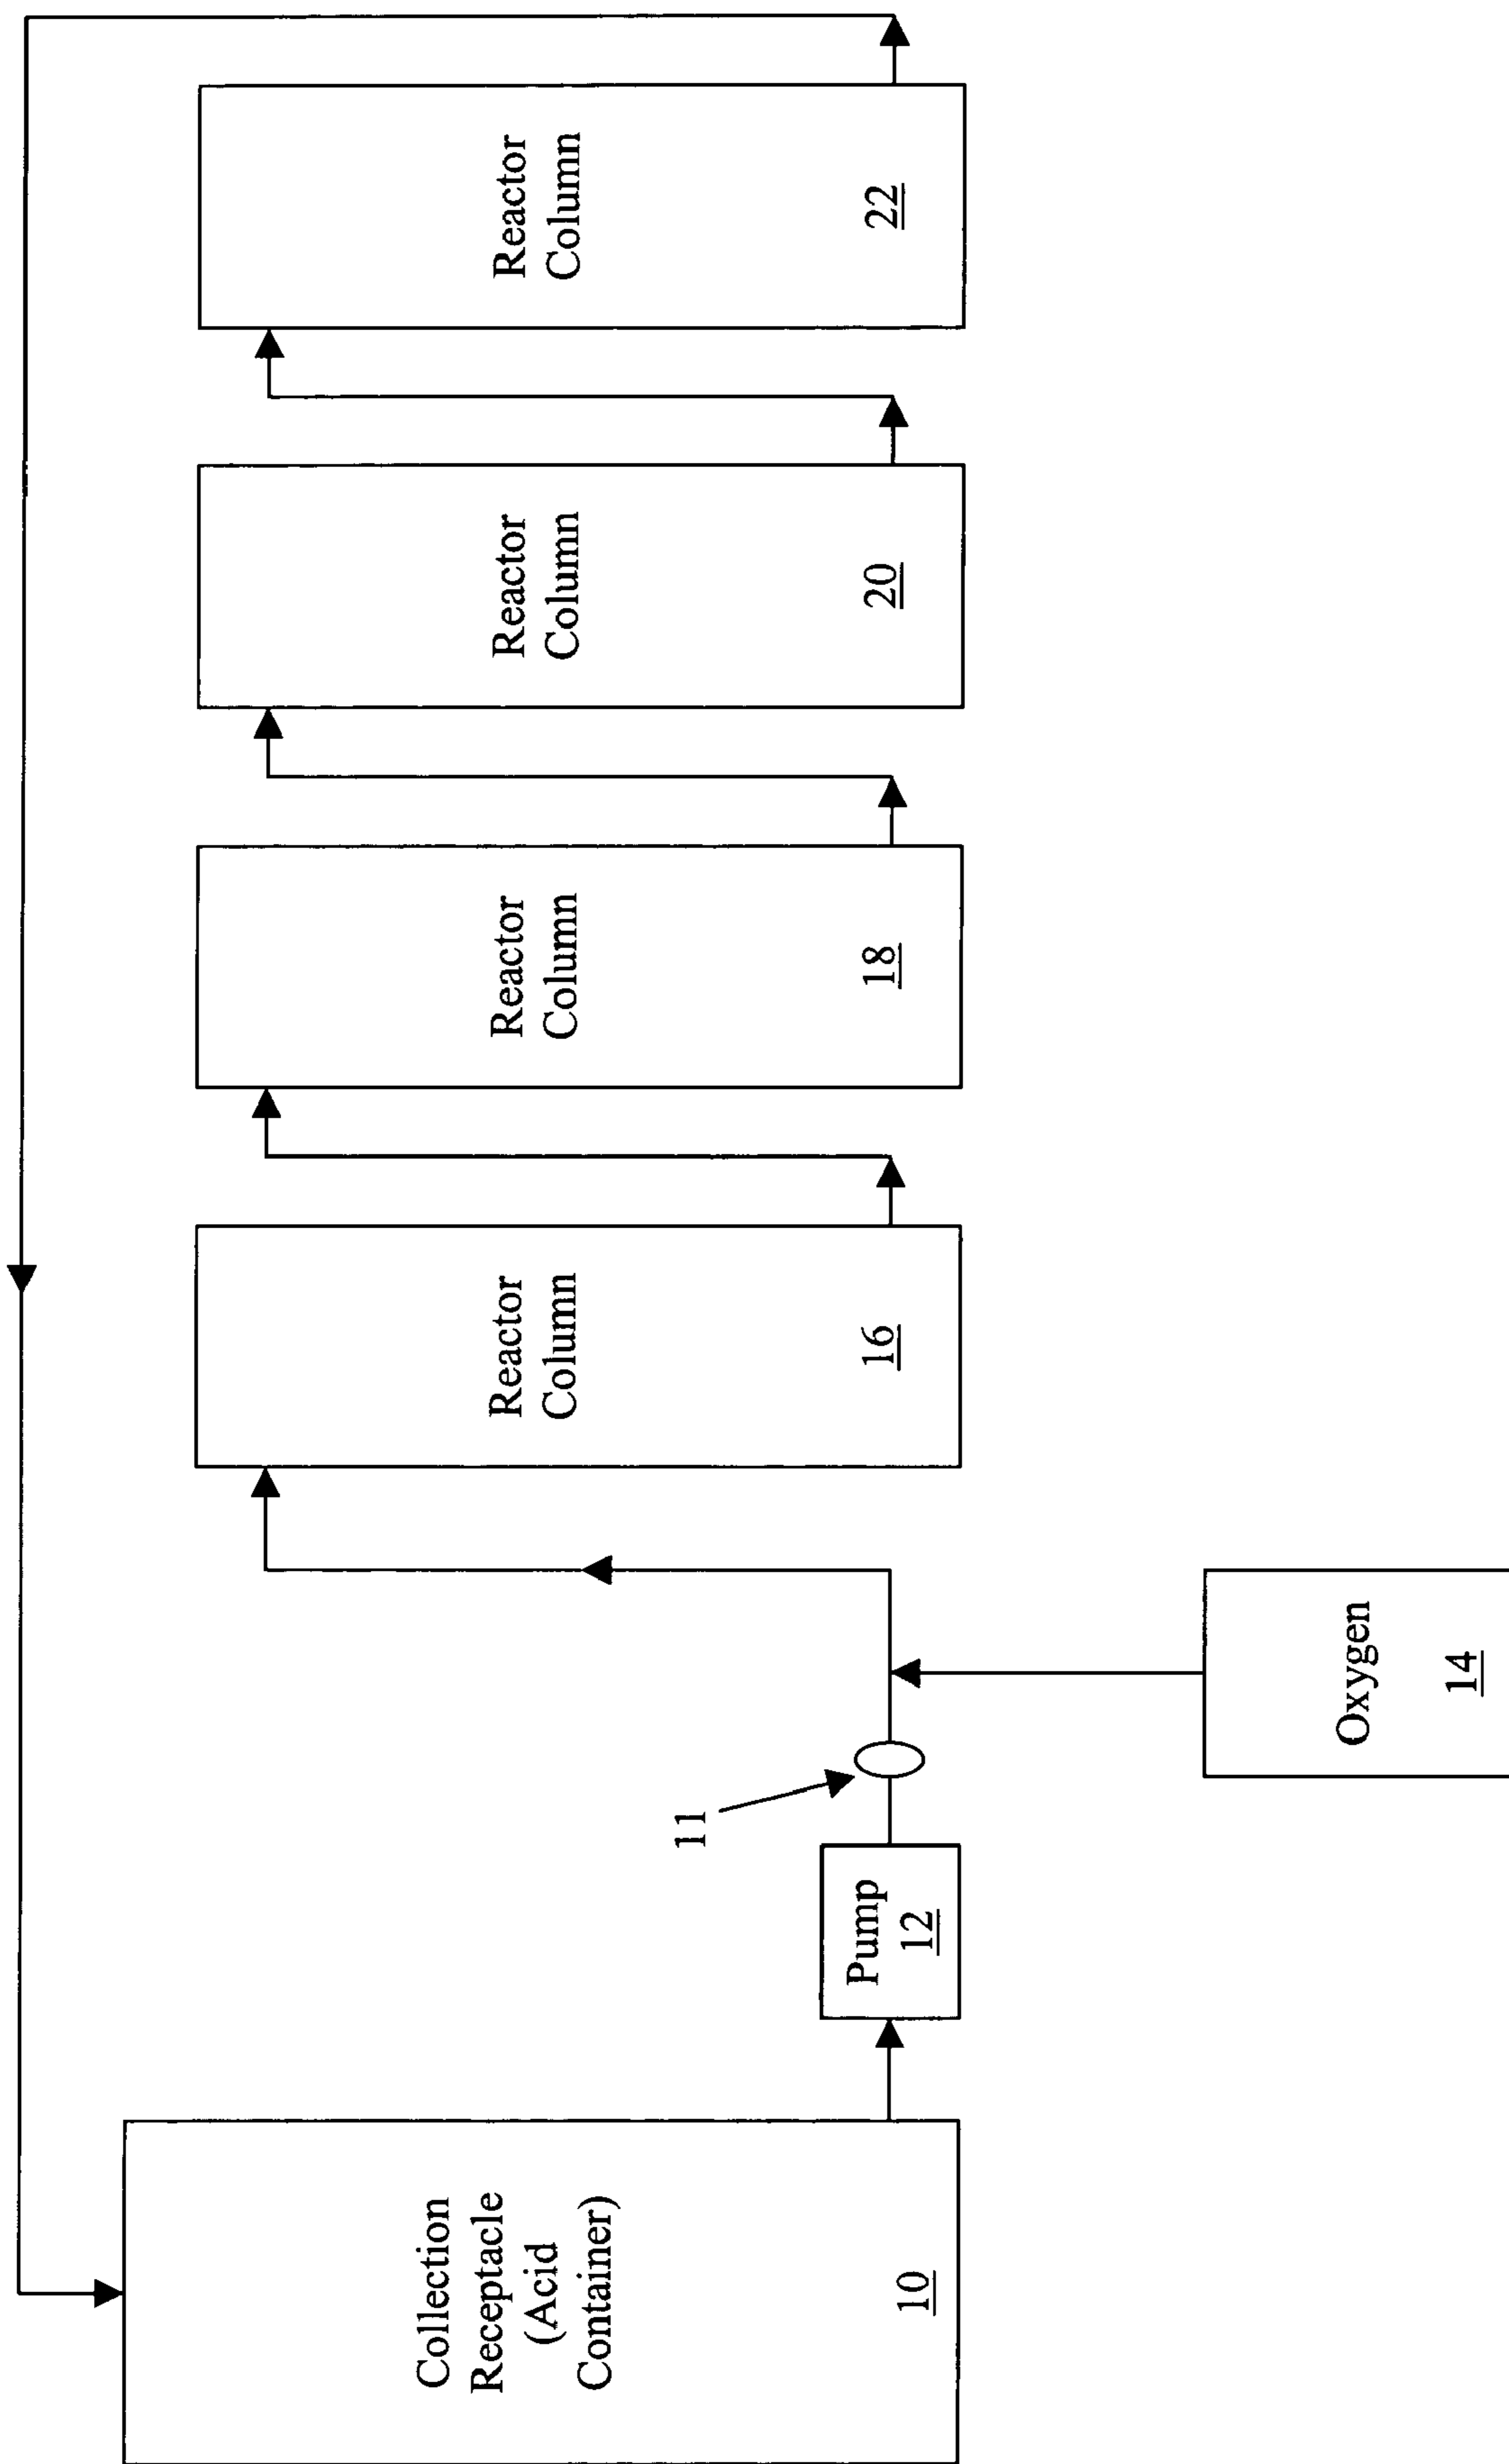 Collection
Receptacle
(Acid
Container)
10
Pump
12
11
Oxygen
14
Reactor
Column
16
Reactor
Column
18
Reactor
Column
20
Reactor
Column
22